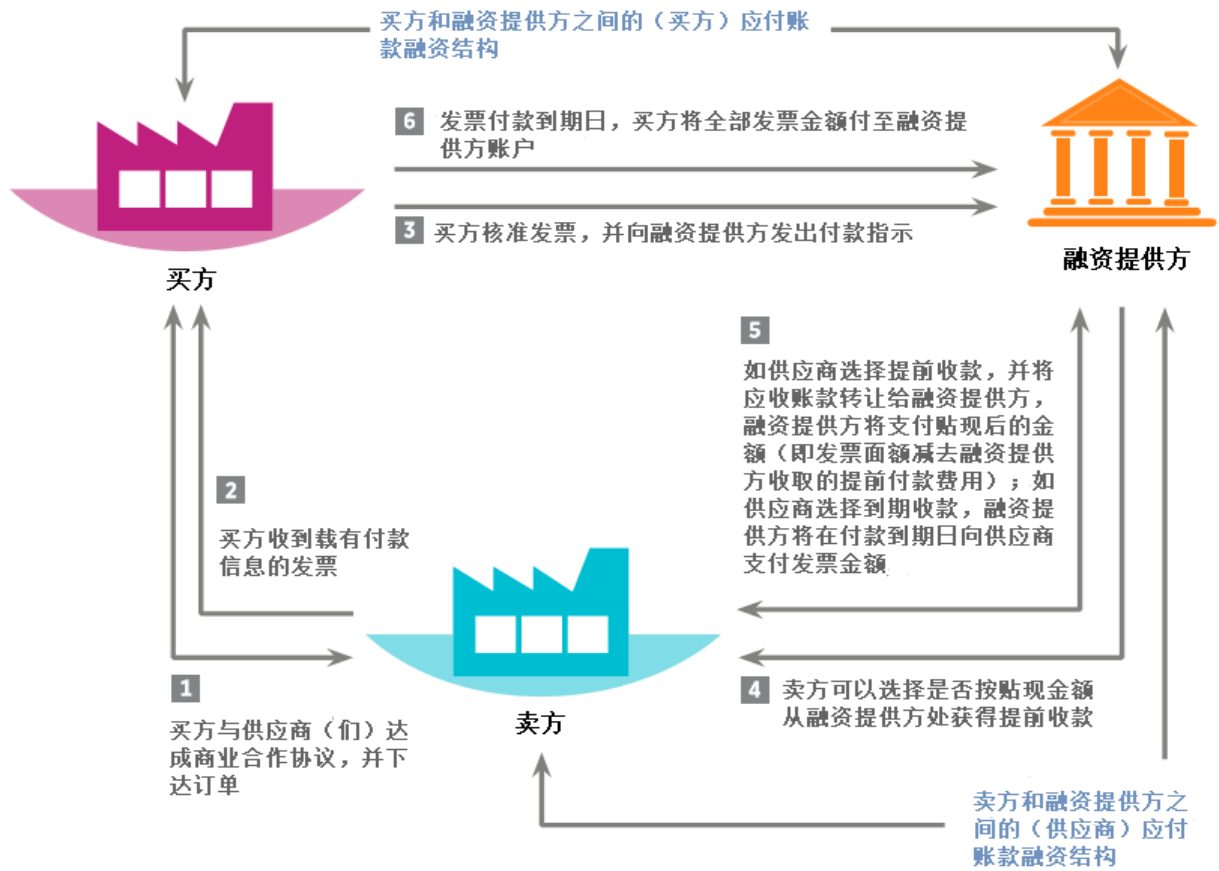 买方和融资提供方之间的（买方）应付账
款融资结构
6 发票付款到期日，买方将全部发票金额付至融资提
供方账户
3 买方核准发票，并向融资提供方发出付款指示
买方
融资提供方
5
如供应商选择提前收款，并将
应收账款转让给融资提供方，
融资提供方将支付贴现后的金
额（即发票面额减去融资提供
方收取的提前付款费用）；如
供应商选择到期收款，融资提
供方将在付款到期日向供应商
支付发票金额
2
买方收到载有付款
信息的发票
1
买方与供应商（们）达
成商业合作协议，并下
达订单
卖方
4 卖方可以选择是否按贴现金额
从融资提供方处获得提前收款
卖方和融资提供方之
间的（供应商）应付
账款融资结构